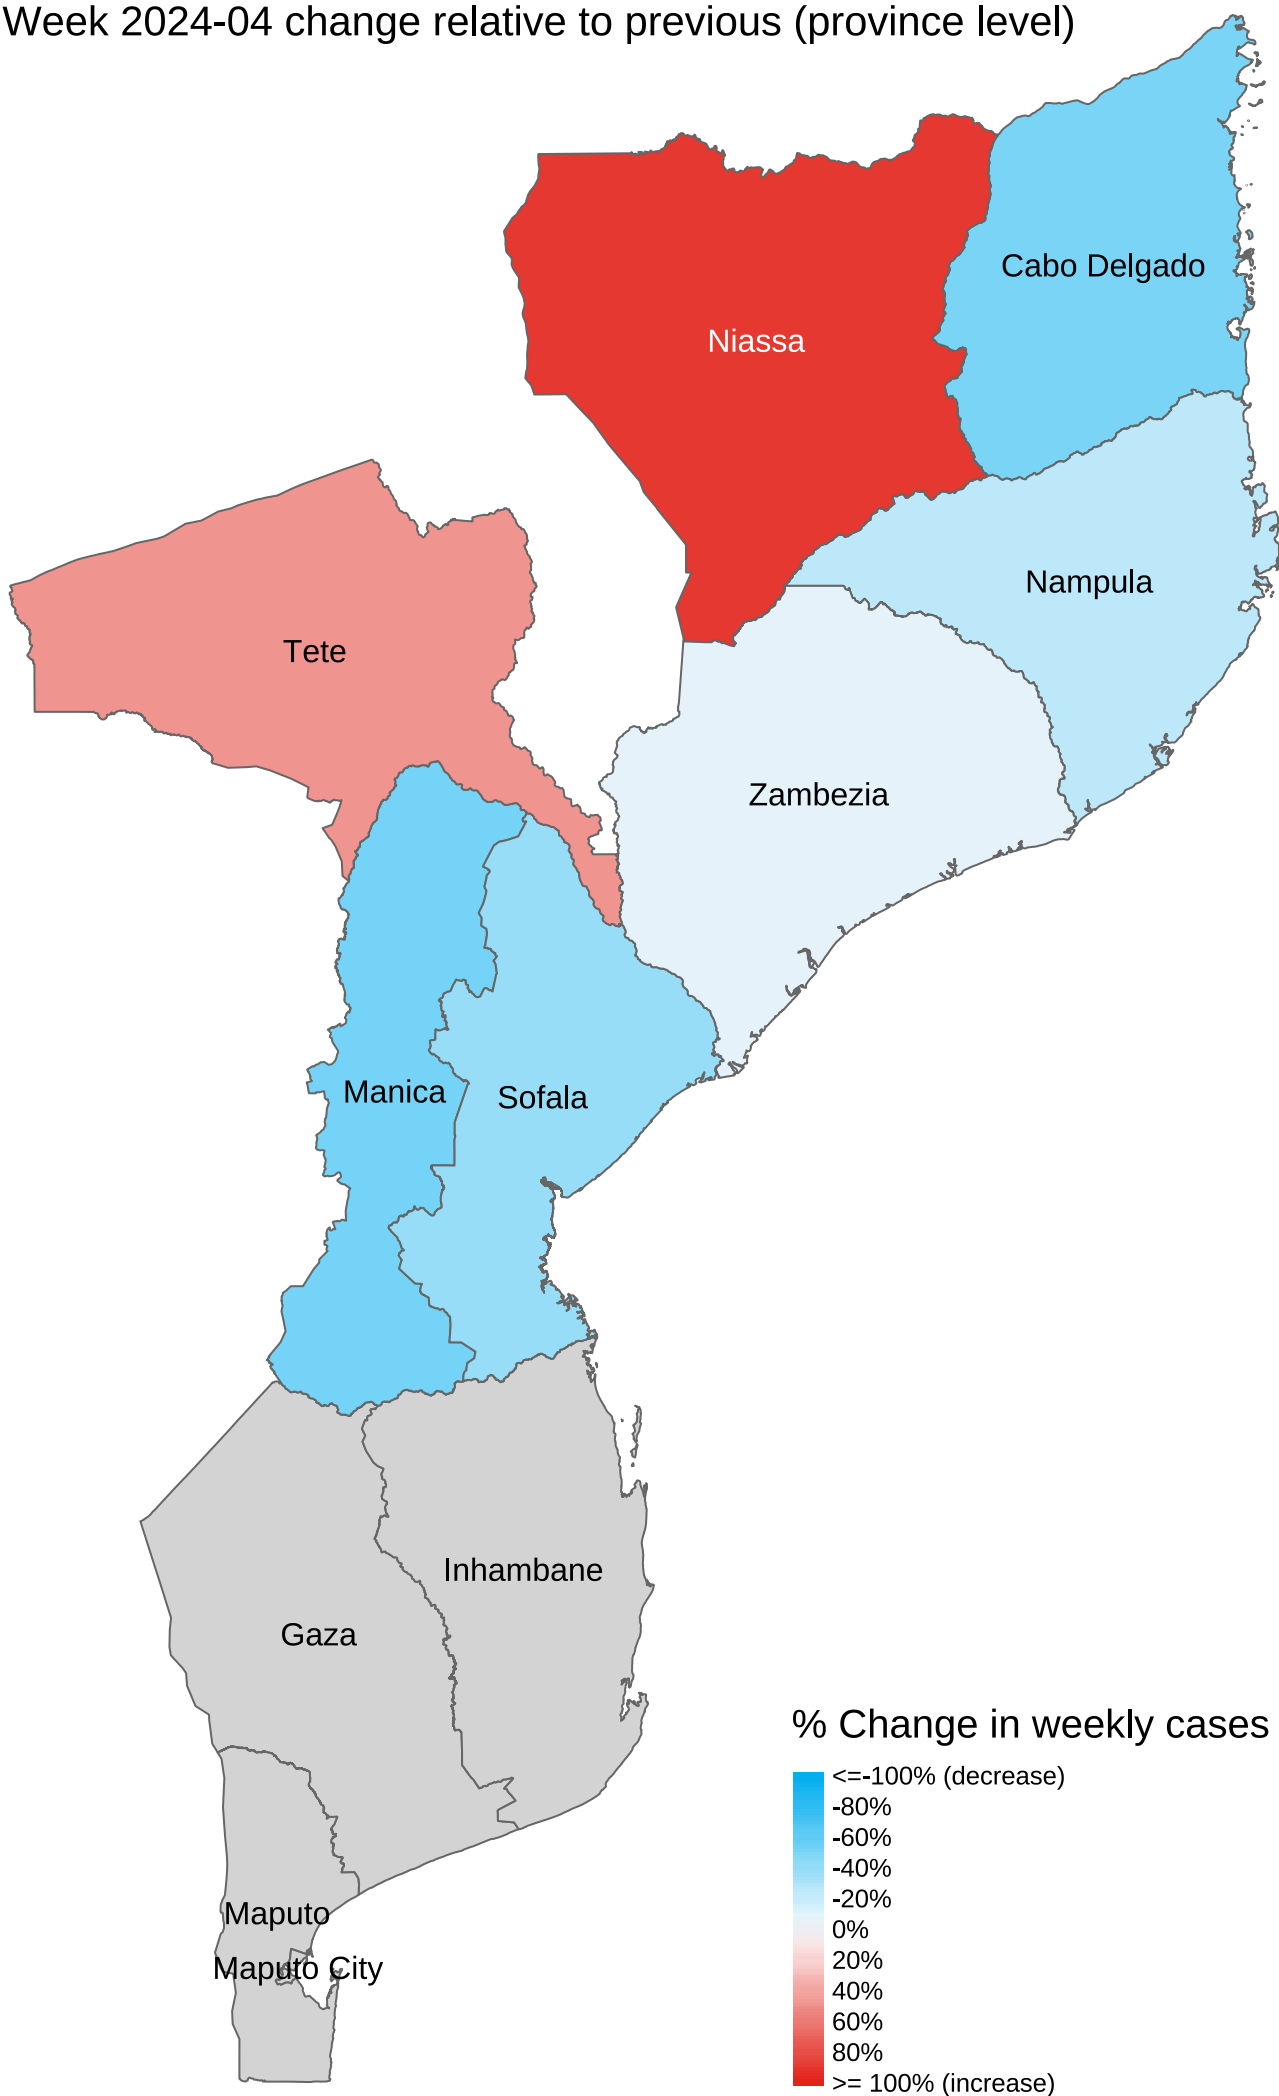 Week 2024-04 change relative to previous (province level)
Cabo Delgado
Niassa
Nampula
Tete
Zambezia
Manica
Sofala
Inhambane
Gaza
Maputo
Maputo City
% Change in weekly cases
<=-100% (decrease)
-80%
-60%
-40%
-20%
0%
20%
40%
60%
80%
>= 100% (increase)